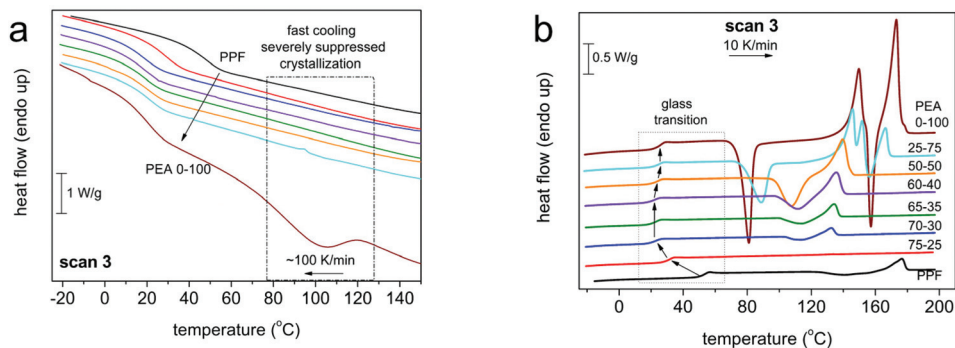 a
fast cooling
severely suppressed
crystallization
PPF
PEA 0-100
1 W/g
scan 3
~100 K/min
heat flow (endo up)
-20 0 20 40 60 80 100 120 140
temperature (°C)
b
scan 3
10 K/min
0.5 W/g
glass
transition
PEA
0-100
25-75
50-50
60-40
65-35
70-30
75-25
PPF
heat flow (endo up)
0 40 80 120 160 200
temperature (°C)